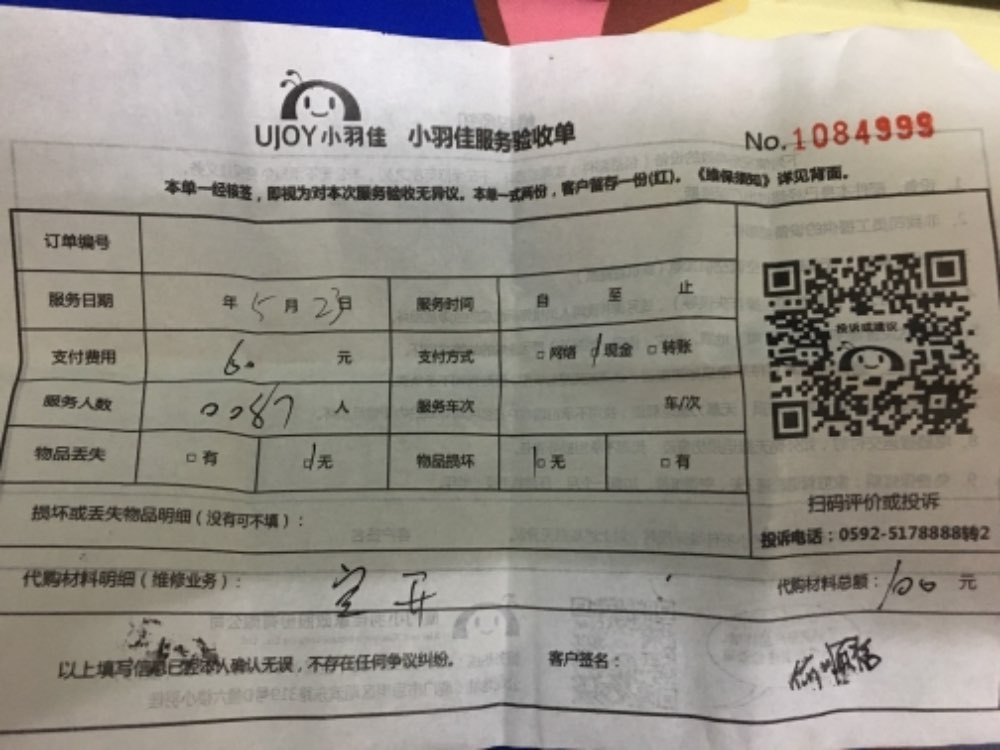 UJOY小羽佳 小羽佳服务验收单
No.1084999
本单一经核签，即视为对本次服务验收无异议。本单一式两份，客户留存一份(红)。《维保须知》详见背面。
订单编号
服务日期 年 5 月 23 日 服务时间 自 至 止
支付费用 60 元 支付方式 □网络 □现金 □转账
服务人数 0087 人 服务车次 车/次
物品丢失 □有 □无 物品损坏 □无 □有
投诉或建议
扫码评价或投诉
投诉电话：0592-5178888转2
损坏或丢失物品明细（没有可不填）：
代购材料明细（维修业务）： 空开 代购材料总额：100 元
以上填写信息已经本人确认无误，不存在任何争议纠纷。 客户签名：